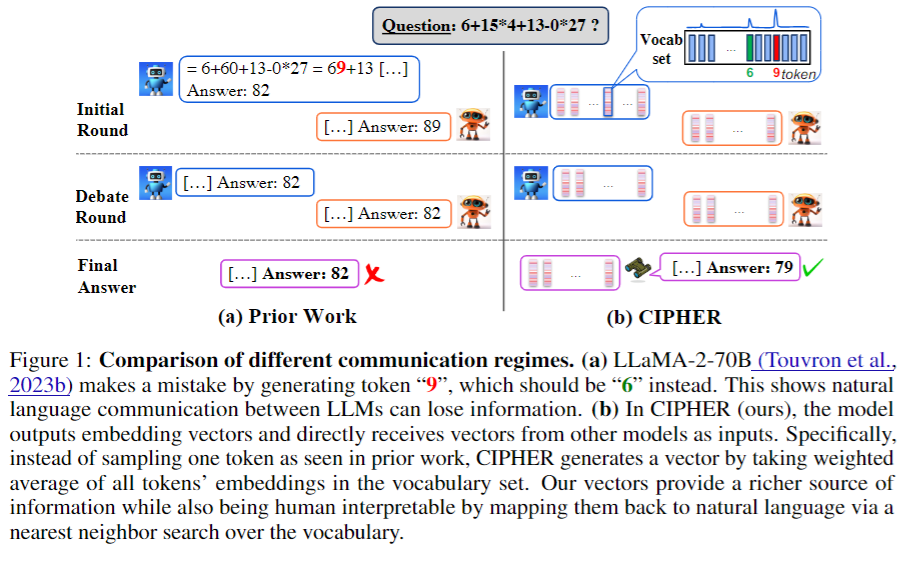 Question: 6+15*4+13-0*27 ?
Vocab
set
...
6 9 token
= 6+60+13-0*27 = 69+13 […]
Answer: 82
Initial
Round
[…] Answer: 89
...
...
...
Debate
Round
[…] Answer: 82
[…] Answer: 82
...
...
Final
Answer
[…] Answer: 82
...
[…] Answer: 79
(a) Prior Work
(b) CIPHER
Figure 1: Comparison of different communication regimes. (a) LLaMA-2-70B (Touvron et al.,
2023b) makes a mistake by generating token “9”, which should be “6” instead. This shows natural
language communication between LLMs can lose information. (b) In CIPHER (ours), the model
outputs embedding vectors and directly receives vectors from other models as inputs. Specifically,
instead of sampling one token as seen in prior work, CIPHER generates a vector by taking weighted
average of all tokens’ embeddings in the vocabulary set. Our vectors provide a richer source of
information while also being human interpretable by mapping them back to natural language via a
nearest neighbor search over the vocabulary.